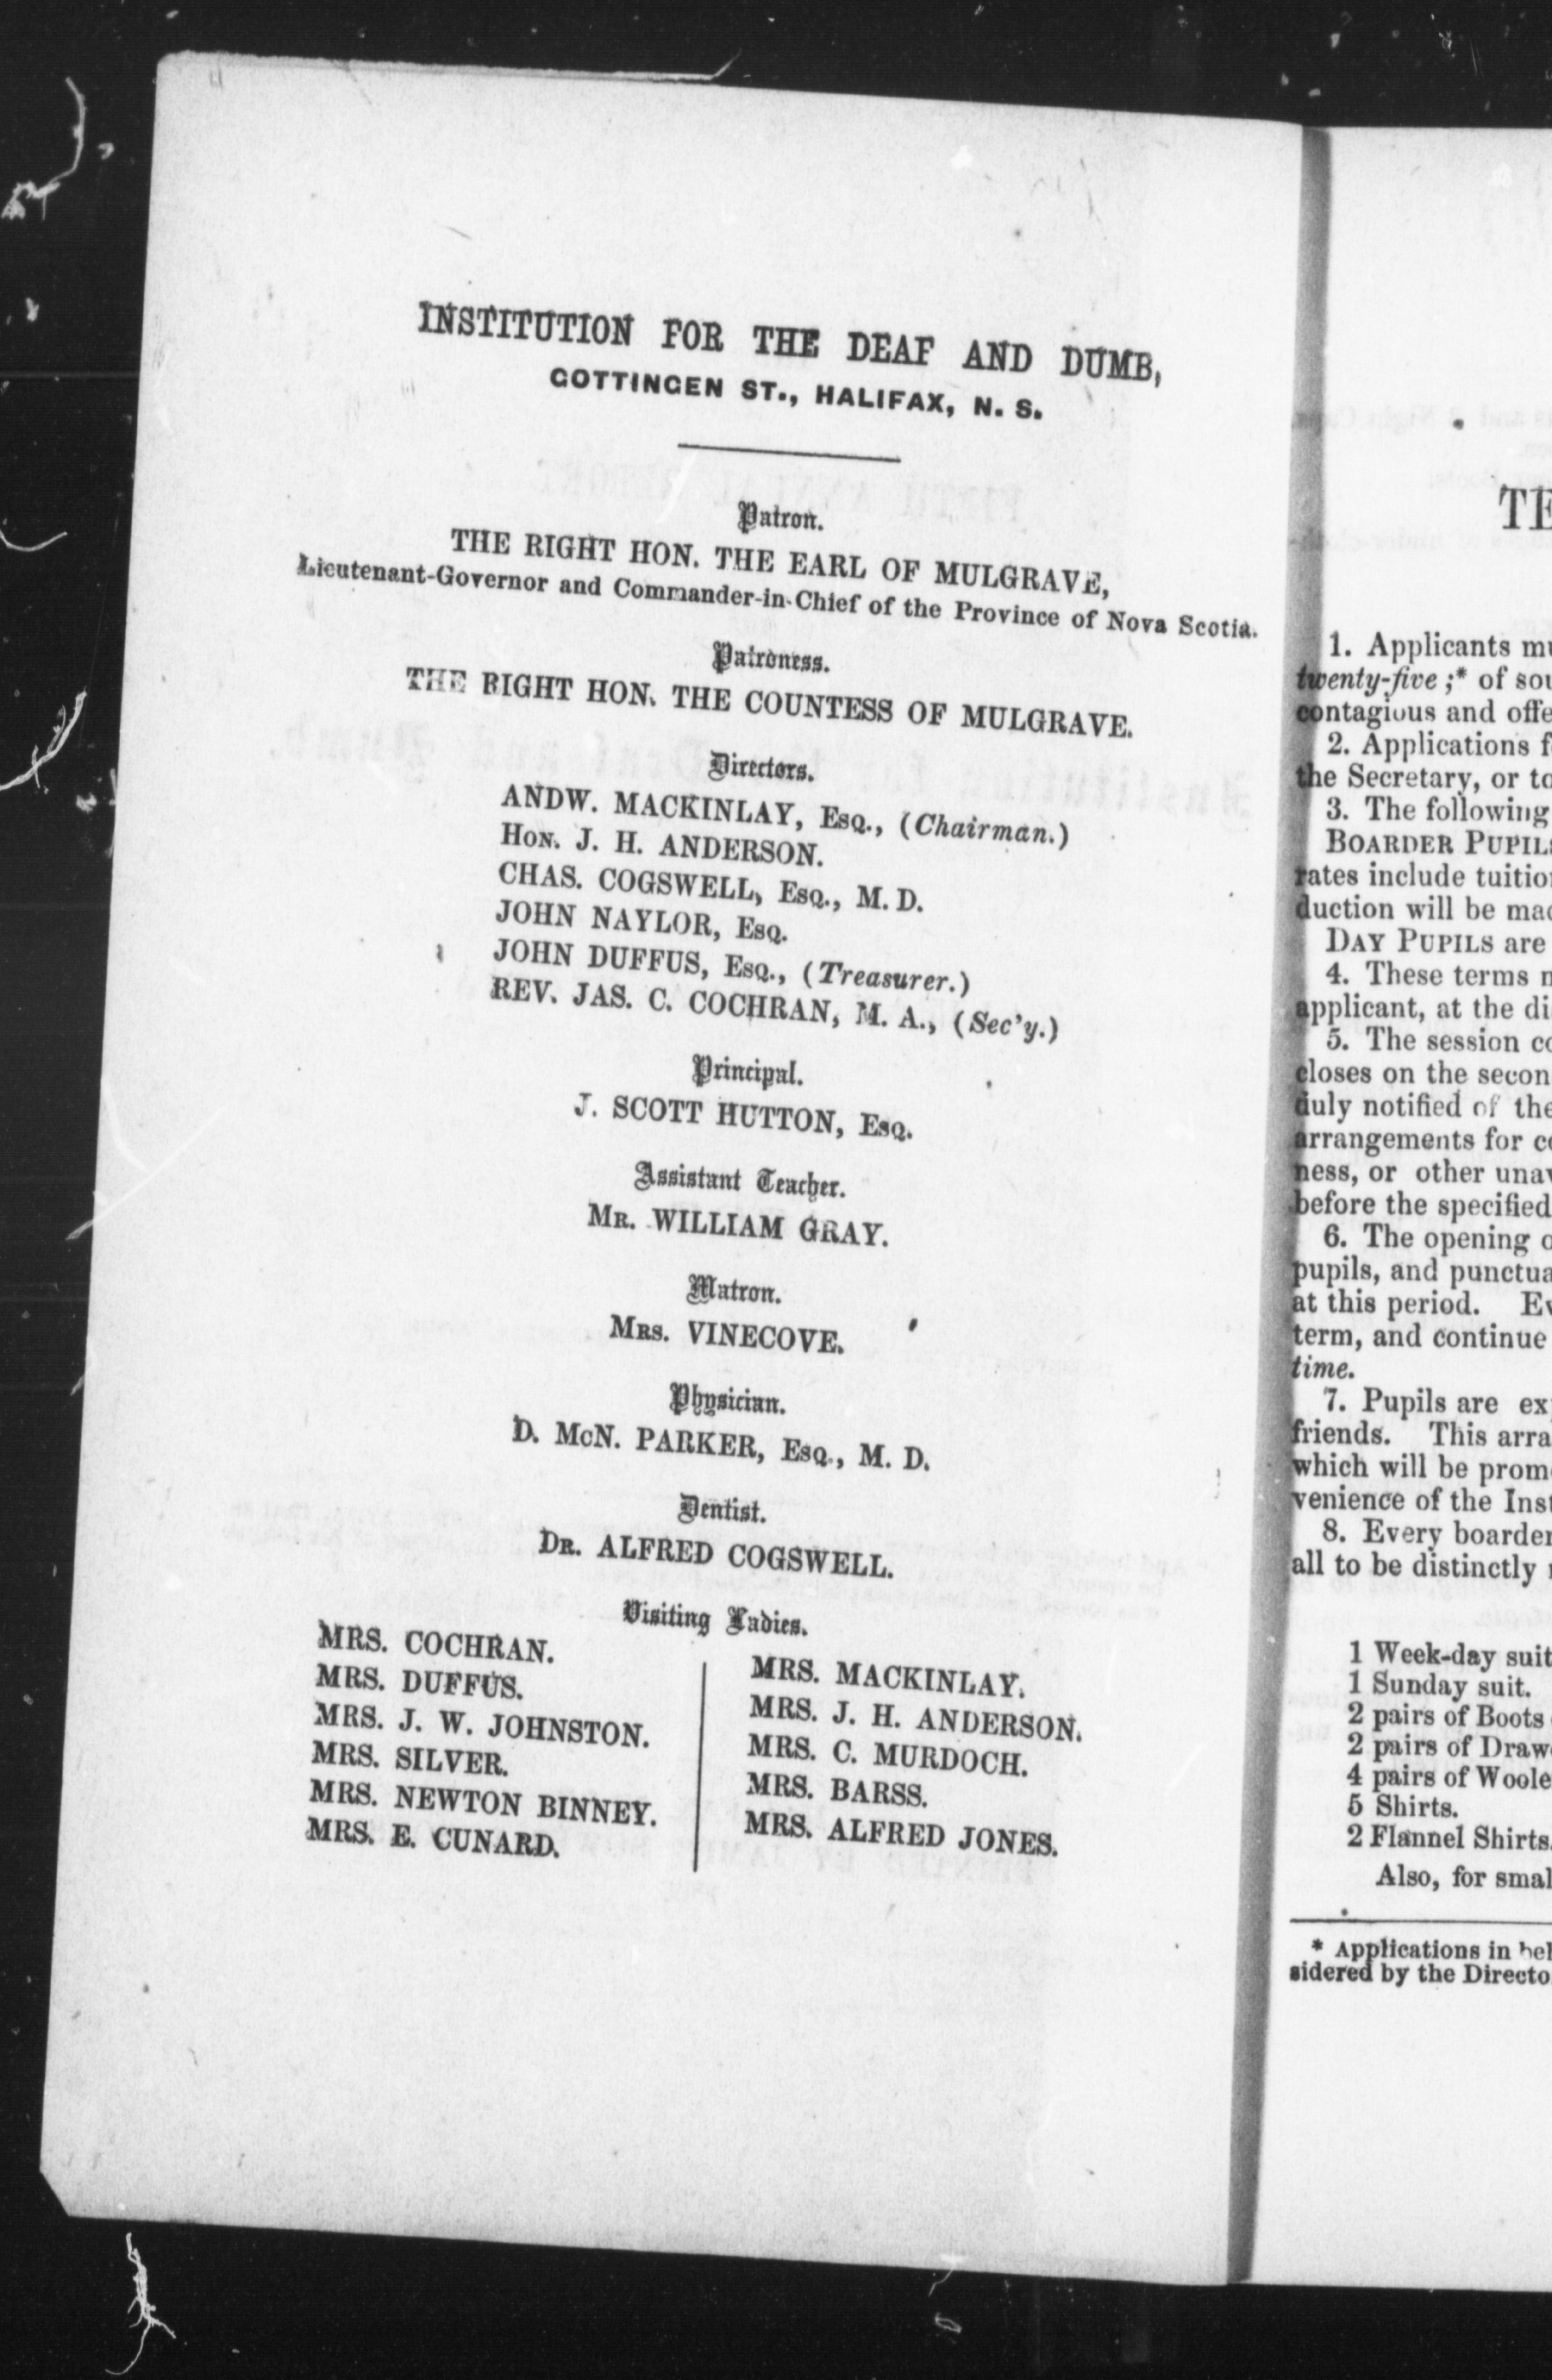 INSTITUTION FOR THE DEAF AND DUMB,
GOTTINGEN ST., HALIFAX, N. S.
Patron.
THE RIGHT HON. THE EARL OF MULGRAVE,
Lieutenant-Governor and Commander-in-Chief of the Province of Nova Scotia.
Patroness.
THE RIGHT HON. THE COUNTESS OF MULGRAVE.
Directors.
ANDW. MACKINLAY, ESQ., (Chairman.)
HON. J. H. ANDERSON.
CHAS. COGSWELL, ESQ., M. D.
JOHN NAYLOR, ESQ.
JOHN DUFFUS, ESQ., (Treasurer.)
REV. JAS. C. COCHRAN, M. A., (Sec'y.)
Principal.
J. SCOTT HUTTON, ESQ.
Assistant Teacher.
MR. WILLIAM GRAY.
Matron.
MRS. VINECOVE.
Physician.
D. McN. PARKER, ESQ., M. D.
Dentist.
DR. ALFRED COGSWELL.
Visiting Ladies.
MRS. COCHRAN.
MRS. DUFFUS.
MRS. J. W. JOHNSTON.
MRS. SILVER.
MRS. NEWTON BINNEY.
MRS. E. CUNARD.
MRS. MACKINLAY.
MRS. J. H. ANDERSON.
MRS. C. MURDOCH.
MRS. BARSS.
MRS. ALFRED JONES.
TE
1. Applicants mu
twenty-five ;* of sou
contagious and offe
2. Applications f
the Secretary, or to
3. The following
BOARDER PUPILS
rates include tuition
duction will be mad
DAY PUPILS are
4. These terms m
applicant, at the di
5. The session co
closes on the secon
duly notified of the
arrangements for co
ness, or other unav
before the specified
6. The opening o
pupils, and punctua
at this period. Ev
term, and continue
time.
7. Pupils are exp
friends. This arra
which will be prom
venience of the Inst
8. Every boarder
all to be distinctly
1 Week-day suit
1 Sunday suit.
2 pairs of Boots
2 pairs of Draw
4 pairs of Woole
5 Shirts.
2 Flannel Shirts.
Also, for smal
* Applications in bel
sidered by the Directo